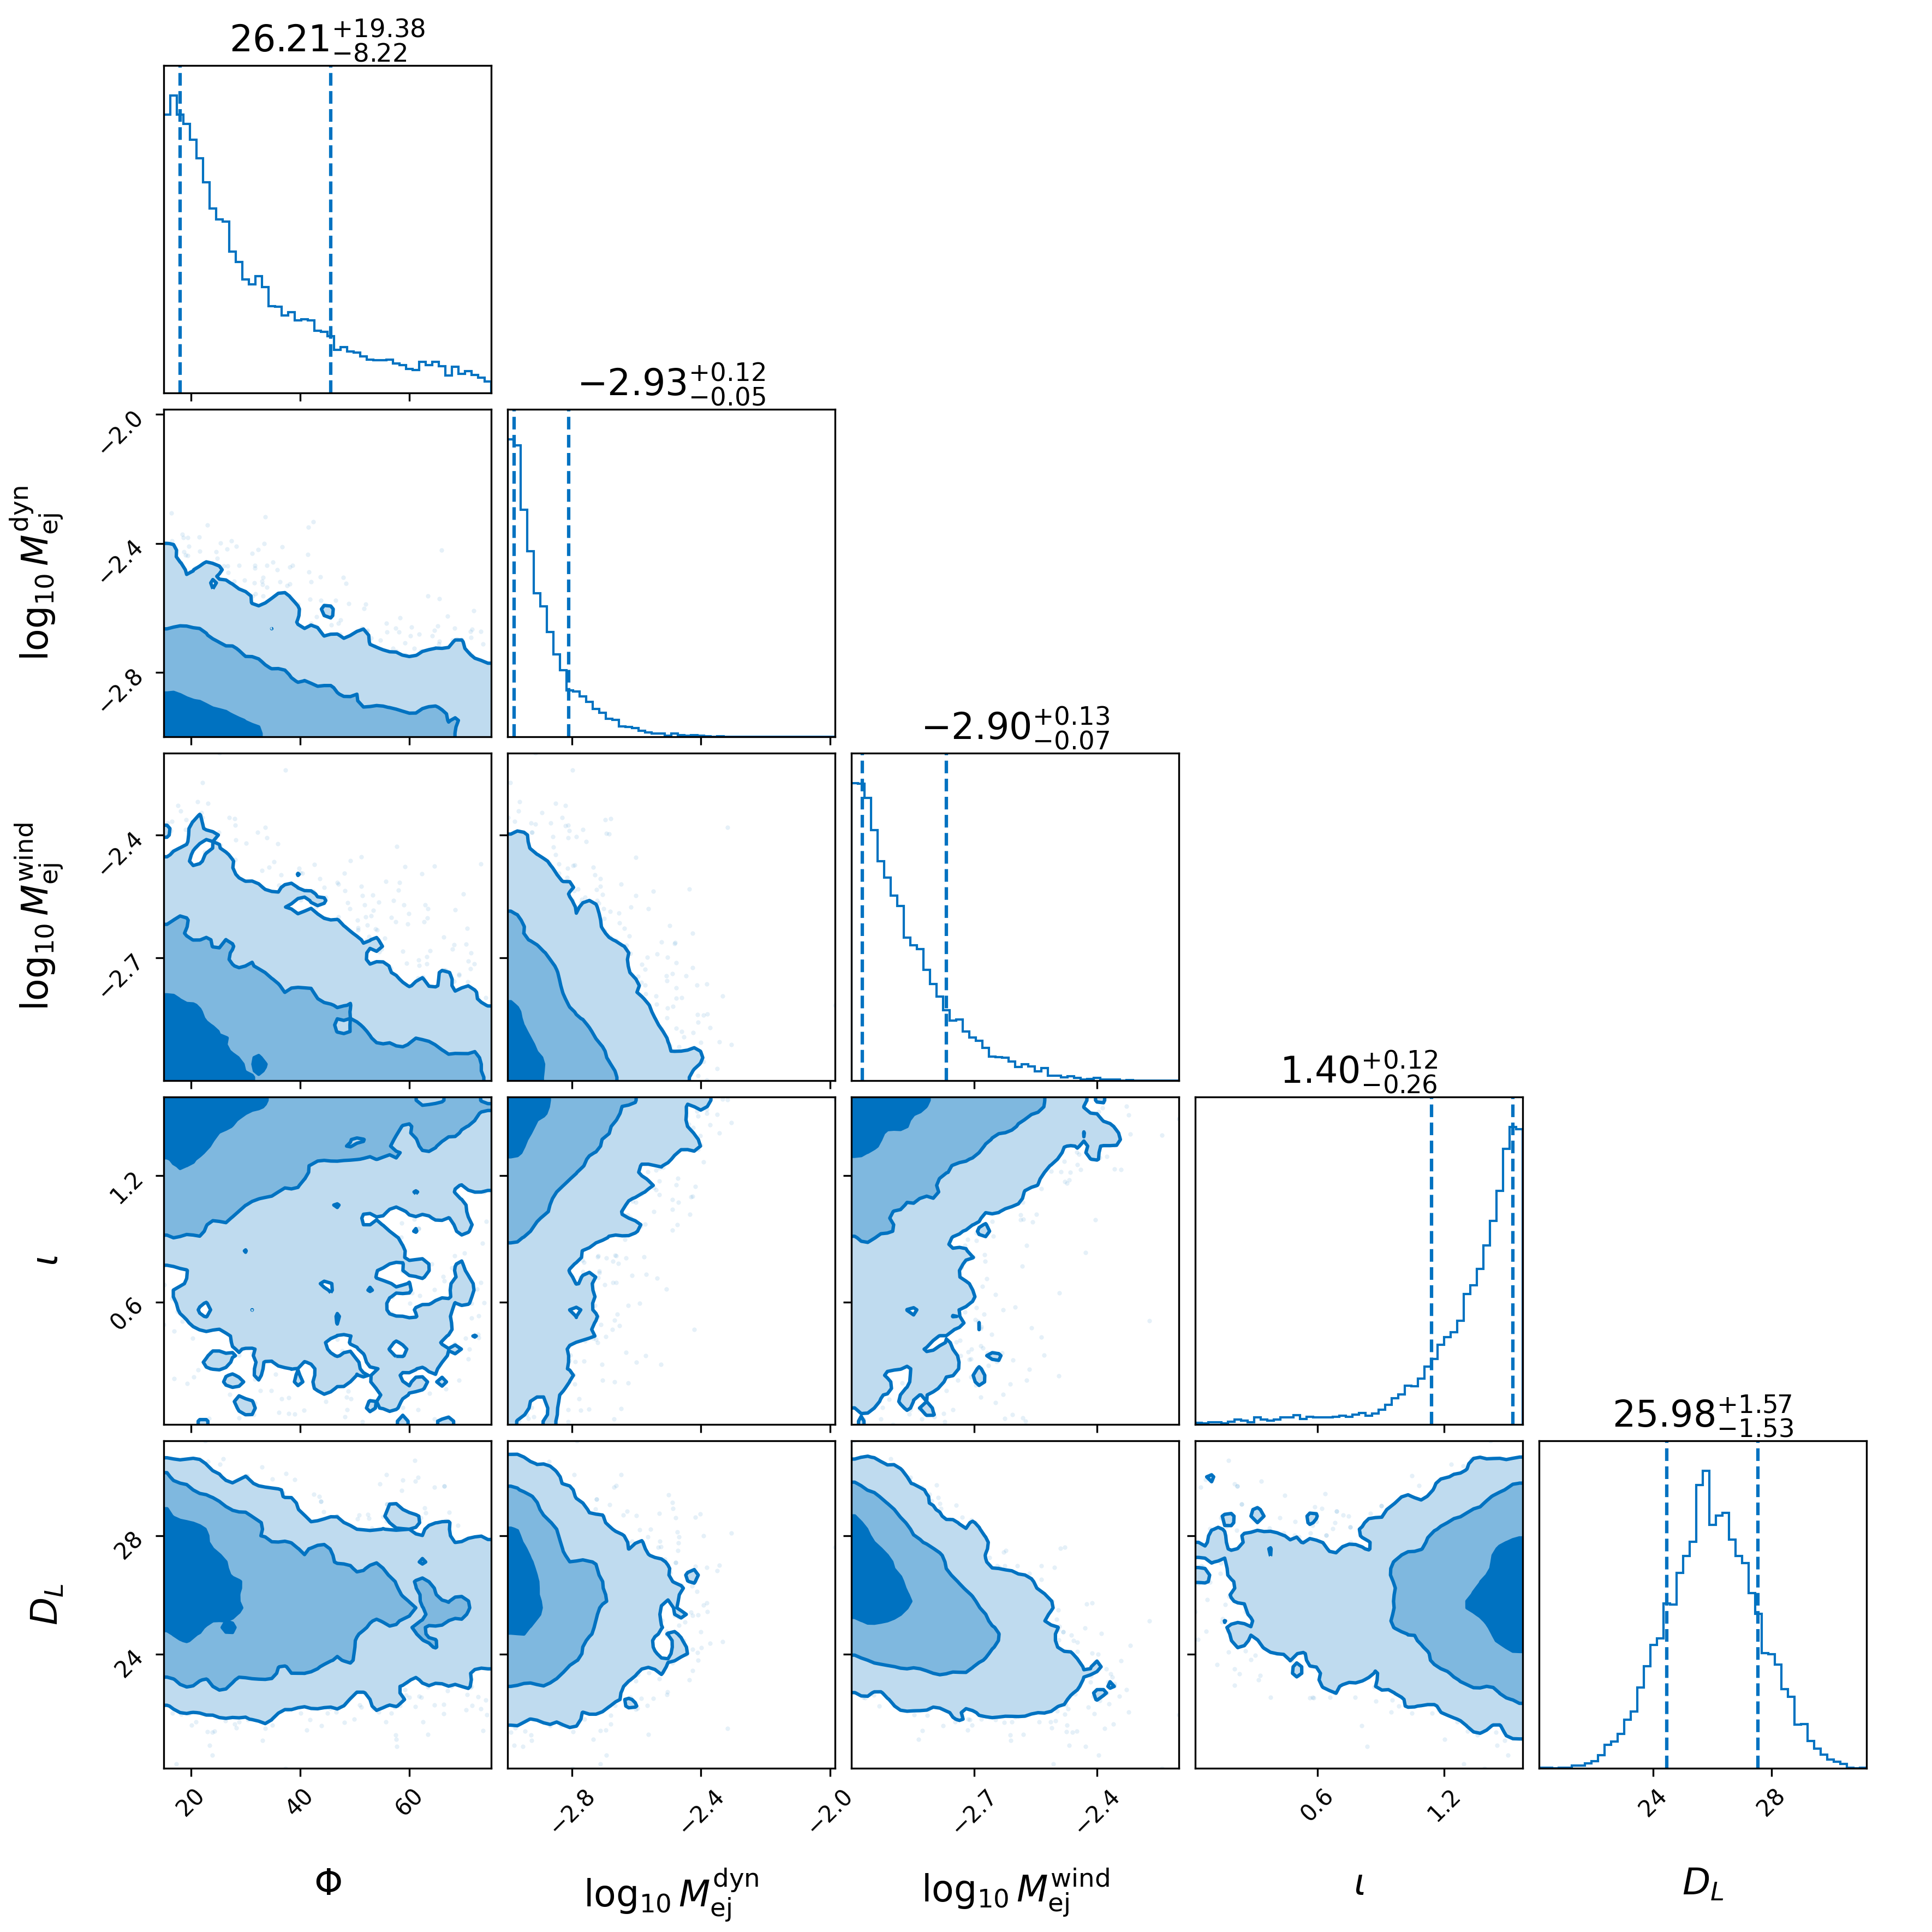 26.21+19.38−8.22
−2.93+0.12−0.05
−2.0
−2.4
−2.8
log10 Mejdyn
−2.90+0.13−0.07
−2.4
−2.7
log10 Mejwind
1.40+0.12−0.26
1.2
0.6
ι
25.98+1.57−1.53
28
24
DL
20 40 60 −2.8 −2.4 −2.0 −2.7 −2.4 0.6 1.2 24 28
Φ log10 Mejdyn log10 Mejwind ι DL